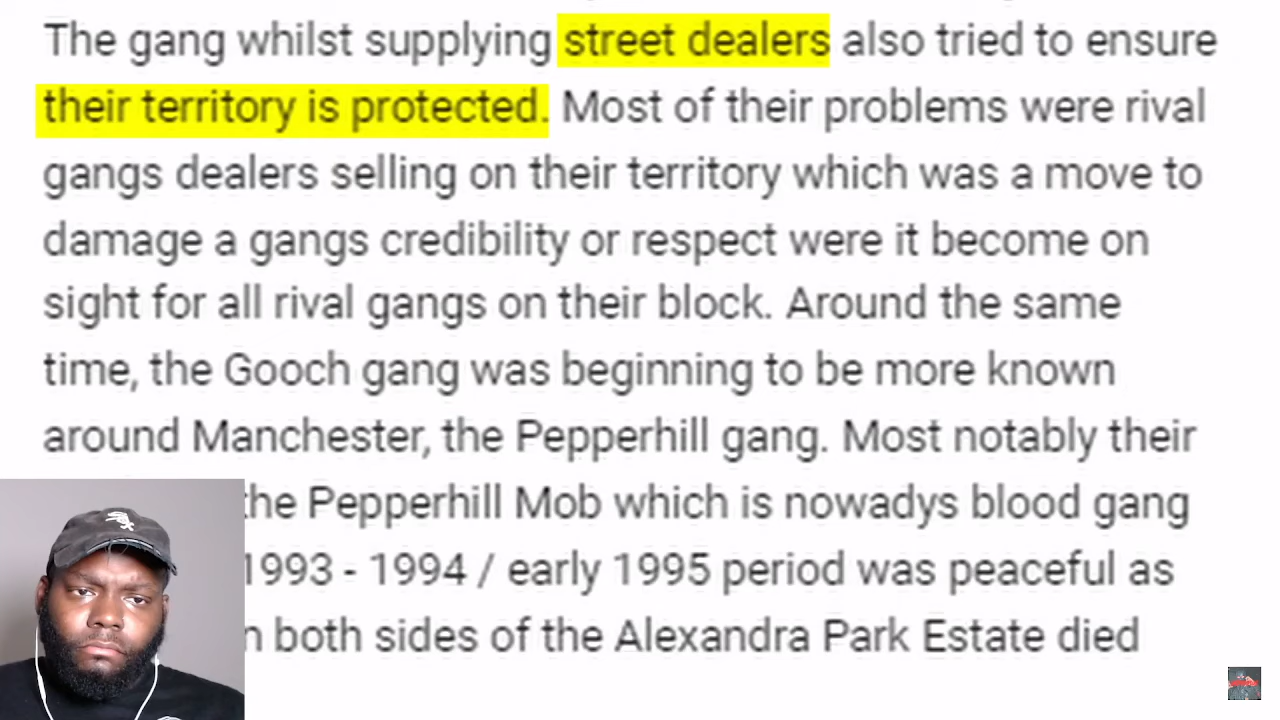 The gang whilst supplying street dealers also tried to ensure
their territory is protected. Most of their problems were rival
gangs dealers selling on their territory which was a move to
damage a gangs credibility or respect were it become on
sight for all rival gangs on their block. Around the same
time, the Gooch gang was beginning to be more known
around Manchester, the Pepperhill gang. Most notably their
the Pepperhill Mob which is nowadys blood gang
1993 - 1994 / early 1995 period was peaceful as
both sides of the Alexandra Park Estate died